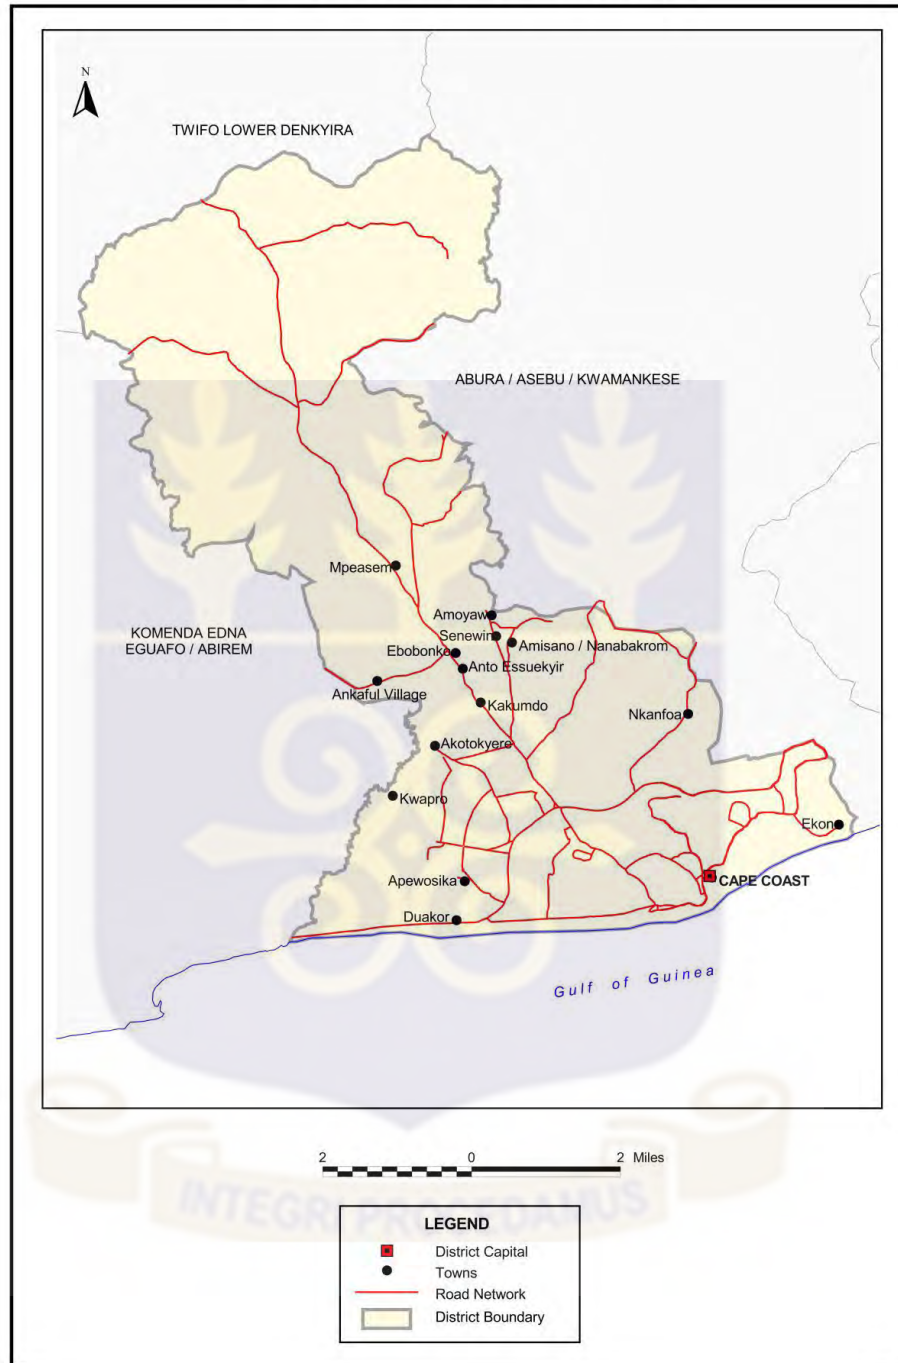 N
TWIFO LOWER DENKYIRA
ABURA / ASEBU / KWAMANKESE
Mpeasem
Amoyaw
KOMENDA EDNA
EGUAFO / ABIREM
Senewin
Amisano / Nanabakrom
Ebobonke
Anto Essuekyir
Ankaful Village
Kakumdo
Nkanfoa
Akotokyere
Kwapro
Ekon
Apewosika
CAPE COAST
Duakor
Gulf of Guinea
2 0 2 Miles
INTEGRI PROCEDAMUS
LEGEND
District Capital
Towns
Road Network
District Boundary